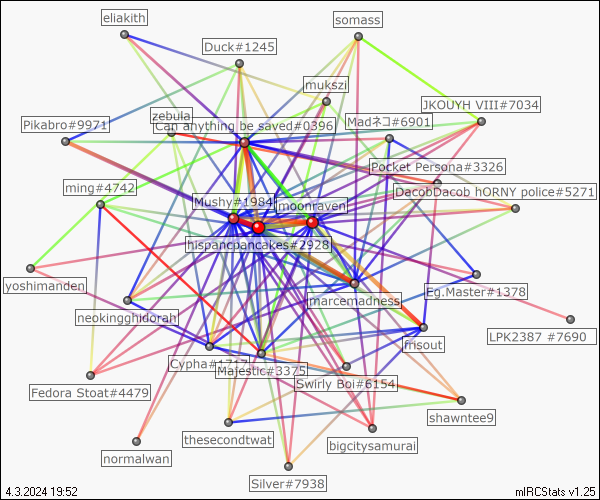 eliakith
somass
Duck#1245
mukszi
JKOUYH VIII#7034
zebula
Pikabro#9971
Can anything be saved#0396
Madネコ#6901
Pocket Persona#3326
ming#4742
Dacobbacob hORNY police#5271
Mushy#1984
moonraven
hispancpancakes#2928
yoshimanden
Eg.Master#1378
marcemadness
neokingghidorah
LPK2387 #7690
frisout
Cypha#1717
Majestic#3375
Swirly Boi#6154
Fedora Stoat#4479
shawntee9
thesecondtwat
bigcitysamurai
normalwan
Silver#7938
4.3.2024 19:52
mIRCStats v1.25